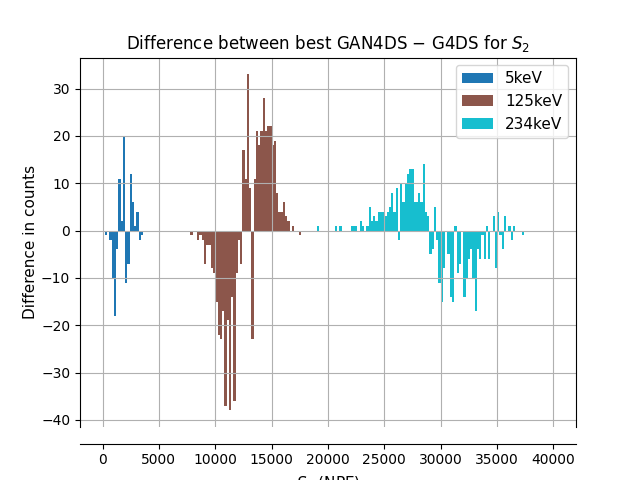 Difference between best GAN4DS − G4DS for S₂
5keV
125keV
234keV
Difference in counts
30
20
10
0
−10
−20
−30
−40
0 5000 10000 15000 20000 25000 30000 35000 40000